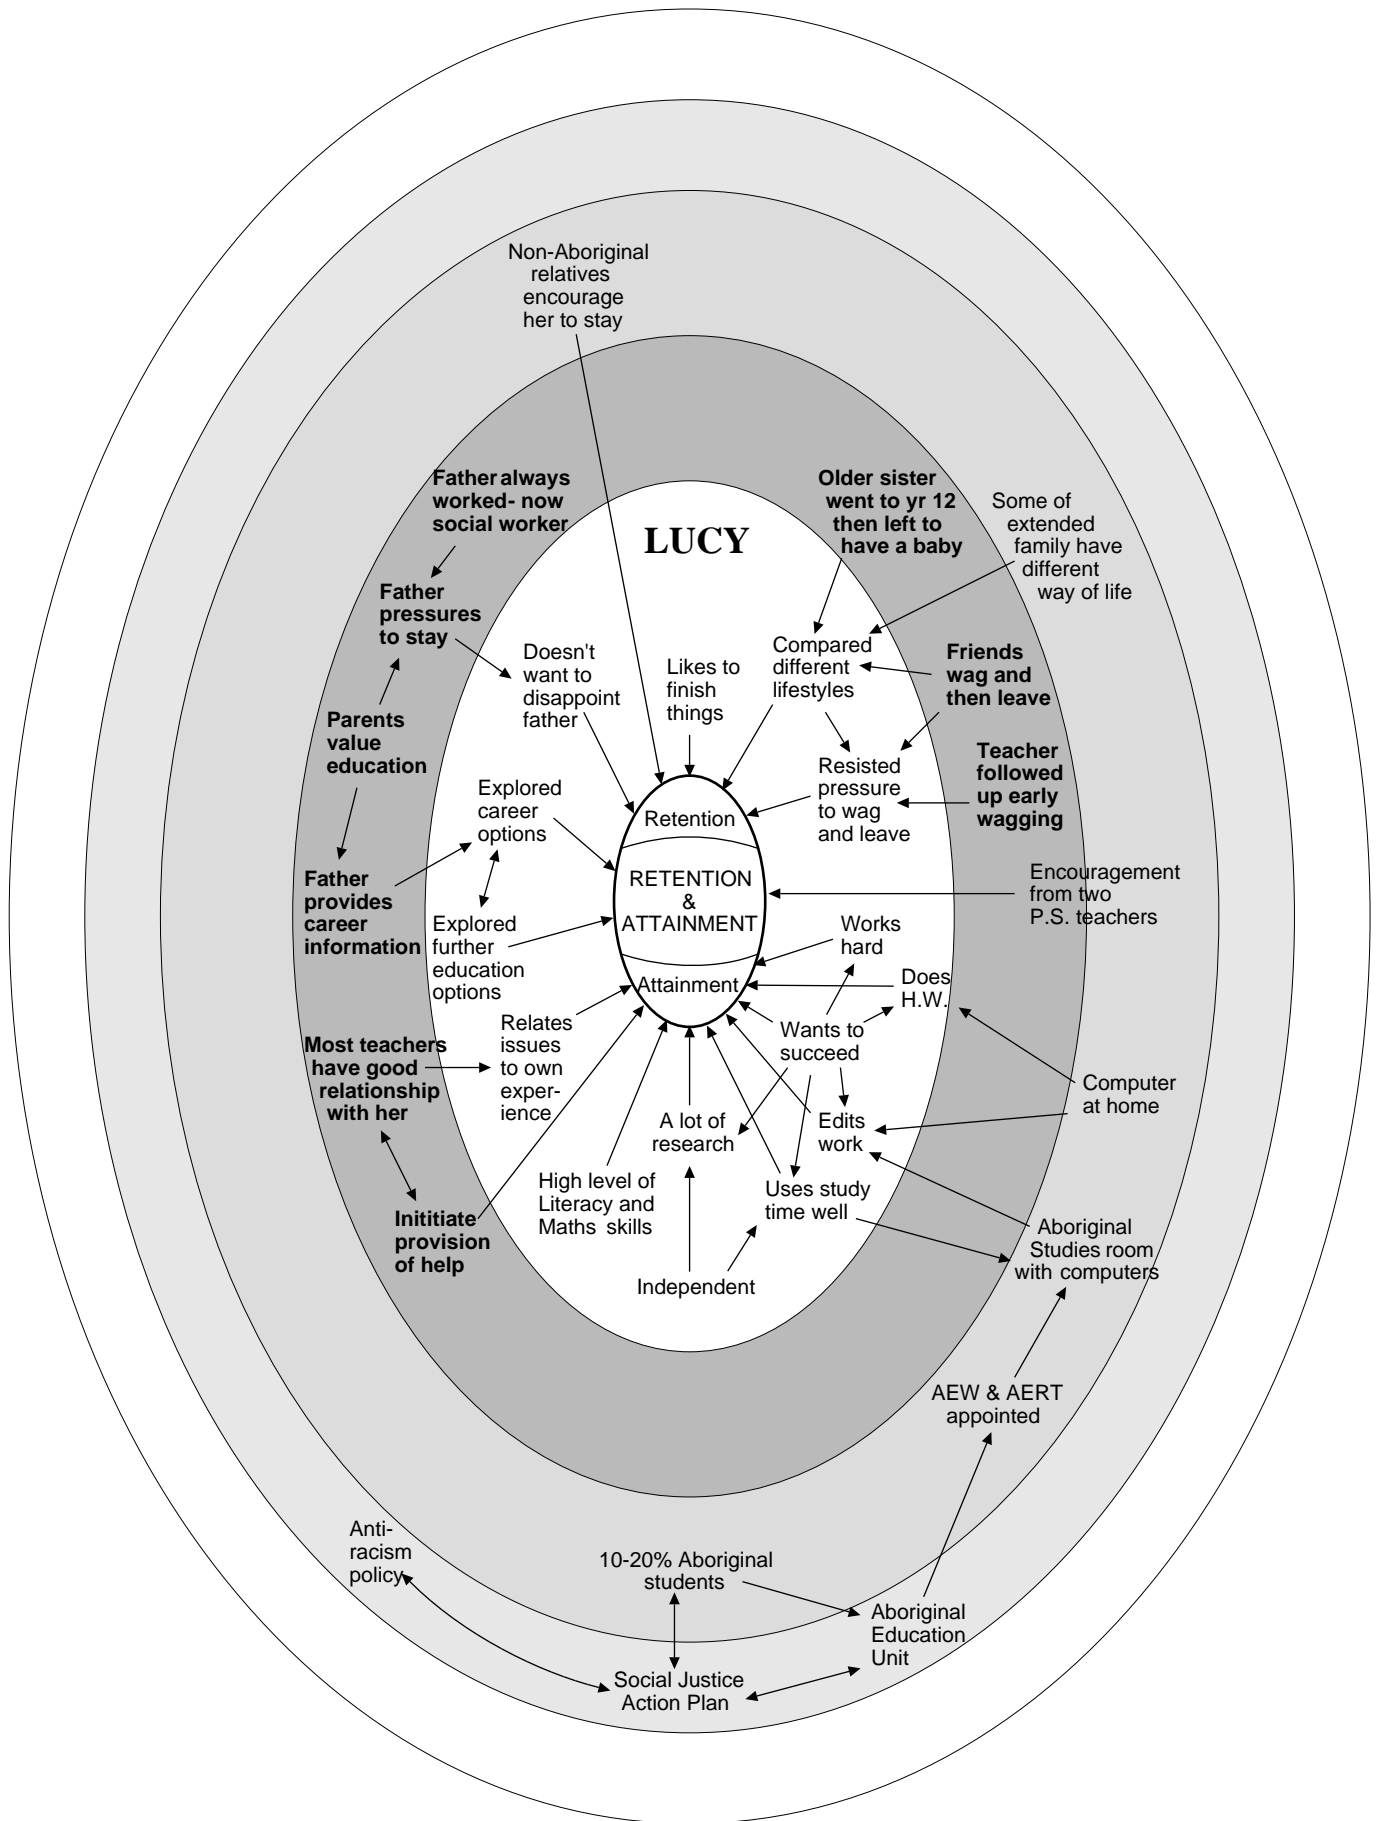 Non-Aboriginal
relatives
encourage
her to stay
Father always
worked- now
social worker
Older sister
went to yr 12
then left to
have a baby
Some of
extended
family have
different
way of life
LUCY
Father
pressures
to stay
Doesn't
want to
disappoint
father
Likes to
finish
things
Compared
different
lifestyles
Friends
wag and
then leave
Parents
value
education
Resisted
pressure
to wag
and leave
Teacher
followed
up early
wagging
Explored
career
options
Retention
RETENTION
&
ATTAINMENT
Attainment
Father
provides
career
information
Encouragement
from two
P.S. teachers
Explored
further
education
options
Works
hard
Does
H.W.
Relates
issues
to own
exper-
ience
Wants to
succeed
Most teachers
have good
relationship
with her
Computer
at home
A lot of
research
Edits
work
High level of
Literacy and
Maths skills
Uses study
time well
Inititiate
provision
of help
Aboriginal
Studies room
with computers
Independent
AEW & AERT
appointed
Anti-
racism
policy
10-20% Aboriginal
students
Aboriginal
Education
Unit
Social Justice
Action Plan